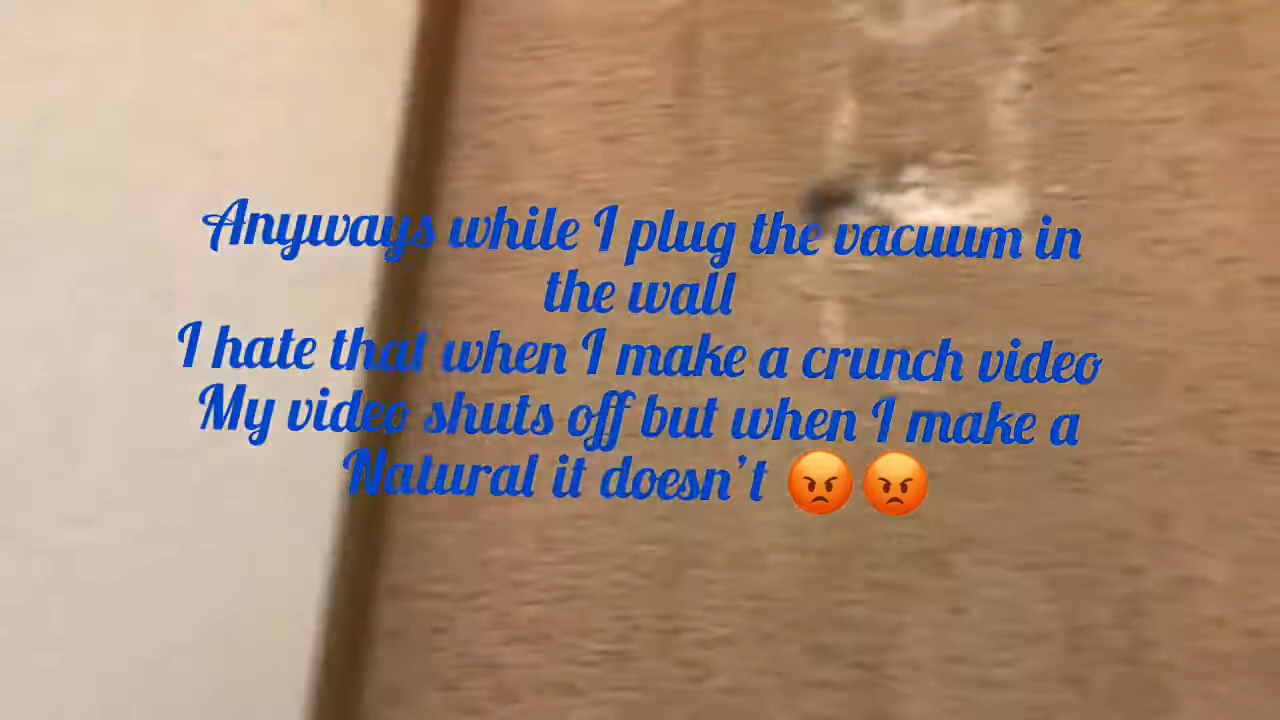 Anyways while I plug the vacuum in
the wall
I hate that when I make a crunch video
My video shuts off but when I make a
Natural it doesn't 😡😡